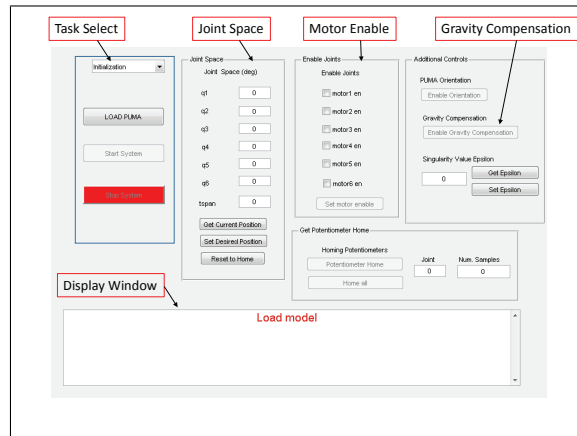 Task Select
Joint Space
Motor Enable
Gravity Compensation
Initialization
LOAD PUMA
Start System
Stop System
Joint Space
Joint Space (deg)
q1 0
q2 0
q3 0
q4 0
q5 0
q6 0
tspan 0
Get Current Position
Set Desired Position
Reset to Home
Enable Joints
Enable Joints
motor1 en
motor2 en
motor3 en
motor4 en
motor5 en
motor6 en
Set motor enable
Additional Controls
PUMA Orientation
Enable Orientation
Gravity Compensation
Enable Gravity Compensation
Singularity Value Epsilon
0 Get Epsilon
Set Epsilon
Get Potentiometer Home
Homing Potentiometers
Potentiometer Home
Home all
Joint Num. Samples
0 0
Display Window
Load model